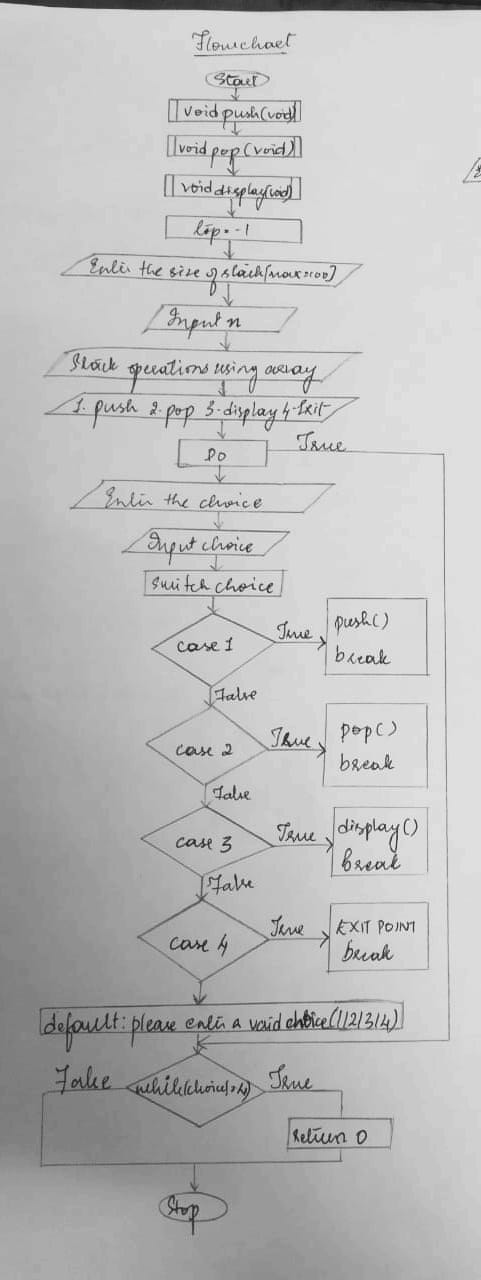 Flowchart
Start
void push(void)
void pop(void)
void display(void)
top=-1
Enter the size of stack[max=100]
Input n
Stack operations using array
1. push 2. pop 3. display 4. Exit
DO
True
Enter the choice
Input choice
switch choice
case 1
True
push()
break
False
case 2
True
pop()
break
False
case 3
True
display()
break
False
case 4
True
EXIT POINT
break
default: please enter a void choice(1/2/3/4)
False
True
Return 0
Stop